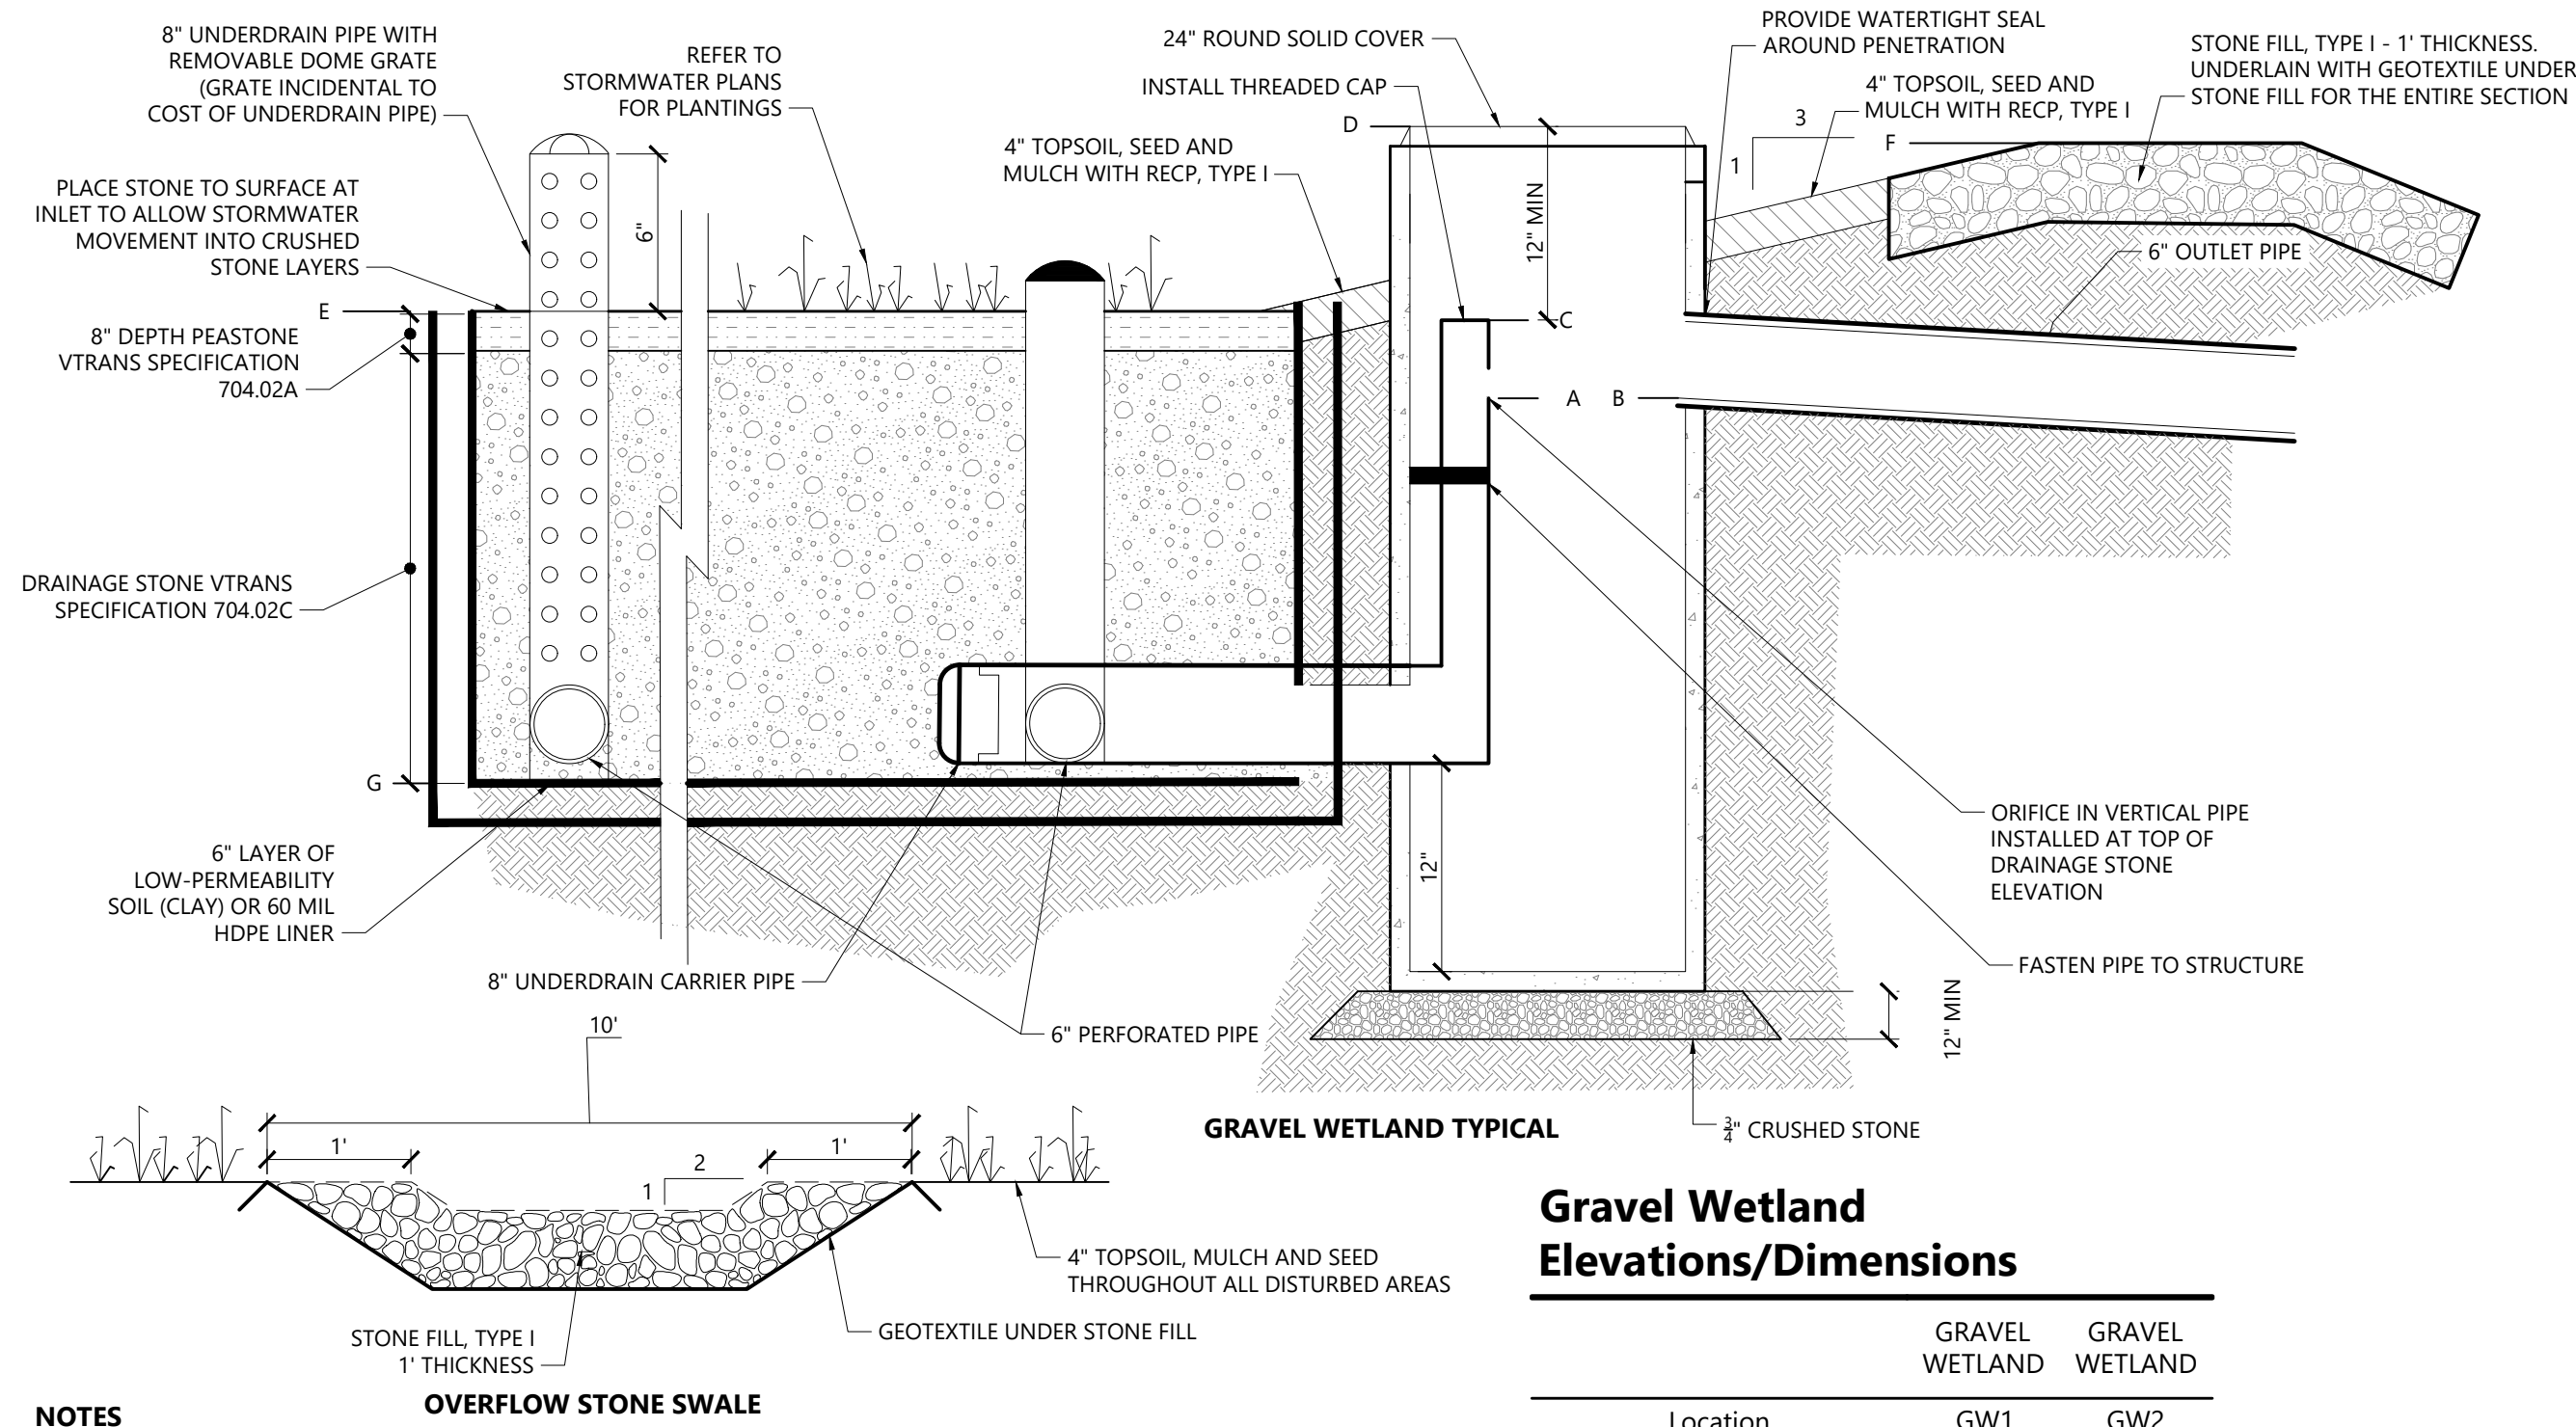 8" UNDERDRAIN PIPE WITH
REMOVABLE DOME GRATE
(GRATE INCIDENTAL TO
COST OF UNDERDRAIN PIPE)
REFER TO
STORMWATER PLANS
FOR PLANTINGS
24" ROUND SOLID COVER
INSTALL THREADED CAP
PROVIDE WATERTIGHT SEAL
AROUND PENETRATION
STONE FILL, TYPE I - 1' THICKNESS.
UNDERLAIN WITH GEOTEXTILE UNDER
STONE FILL FOR THE ENTIRE SECTION
4" TOPSOIL, SEED AND
MULCH WITH RECP, TYPE I
4" TOPSOIL, SEED AND
MULCH WITH RECP, TYPE I
D
3
1
F
PLACE STONE TO SURFACE AT
INLET TO ALLOW STORMWATER
MOVEMENT INTO CRUSHED
STONE LAYERS
6"
12" MIN
6" OUTLET PIPE
E
C
8" DEPTH PEASTONE
VTRANS SPECIFICATION
704.02A
A
B
DRAINAGE STONE VTRANS
SPECIFICATION 704.02C
G
6" LAYER OF
LOW-PERMEABILITY
SOIL (CLAY) OR 60 MIL
HDPE LINER
12"
ORIFICE IN VERTICAL PIPE
INSTALLED AT TOP OF
DRAINAGE STONE
ELEVATION
FASTEN PIPE TO STRUCTURE
8" UNDERDRAIN CARRIER PIPE
6" PERFORATED PIPE
12" MIN
GRAVEL WETLAND TYPICAL
3/4" CRUSHED STONE
10'
1'
1'
2
1
4" TOPSOIL, MULCH AND SEED
THROUGHOUT ALL DISTURBED AREAS
GEOTEXTILE UNDER STONE FILL
STONE FILL, TYPE I
1' THICKNESS
OVERFLOW STONE SWALE
NOTES
Gravel Wetland
Elevations/Dimensions
GRAVEL WETLAND
GRAVEL WETLAND
Location GW1 GW2